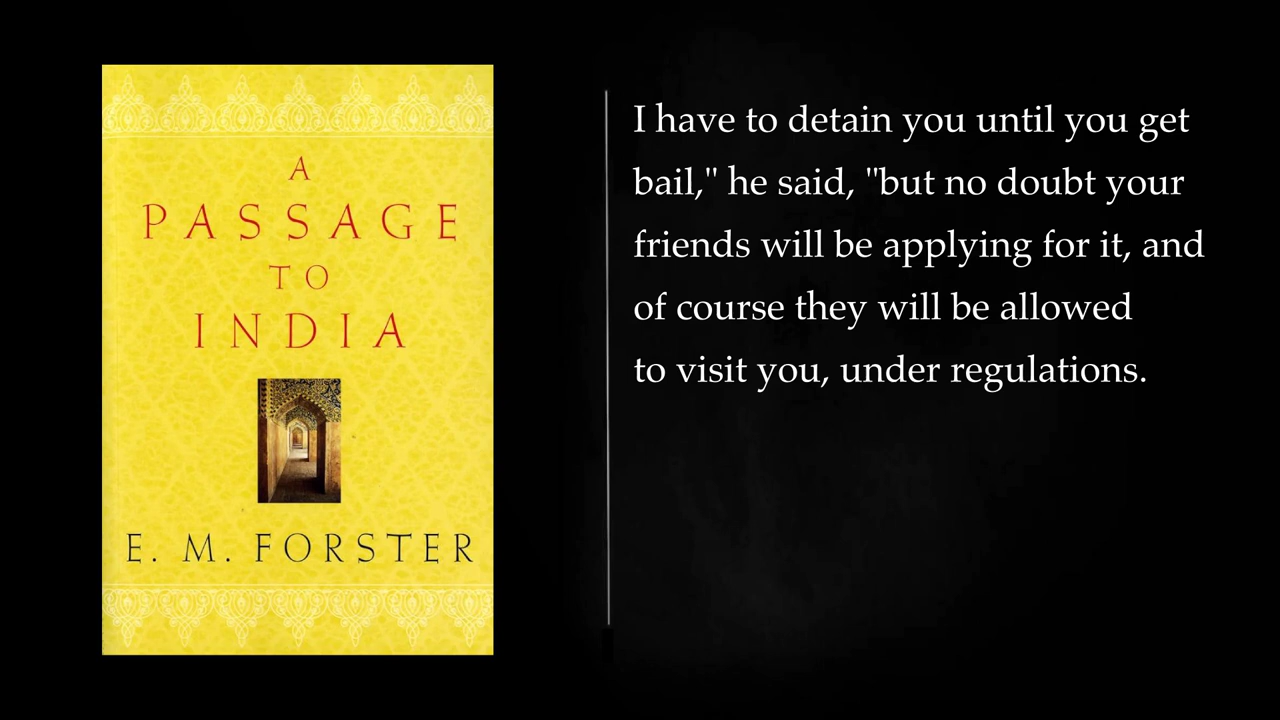 A
PASSAGE
TO
INDIA
E. M. FORSTER
I have to detain you until you get
bail," he said, "but no doubt your
friends will be applying for it, and
of course they will be allowed
to visit you, under regulations.